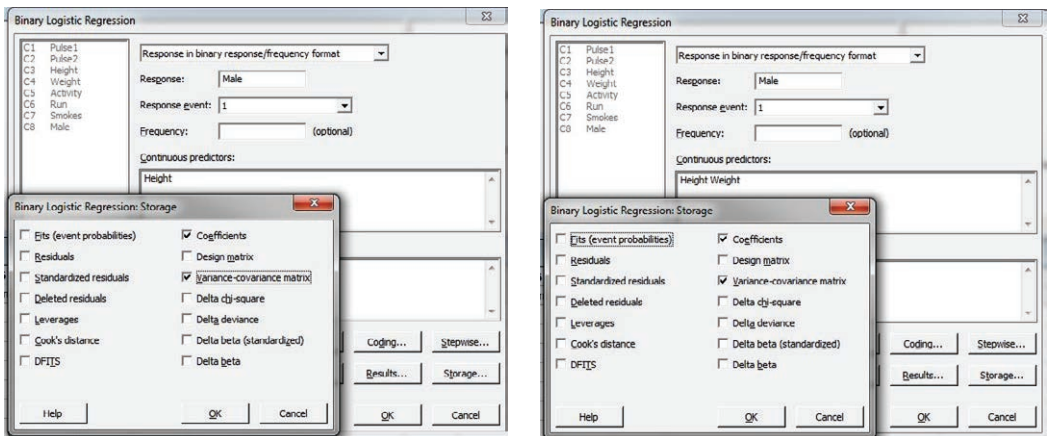 Binary Logistic Regression
C1 Pulse1
C2 Pulse2
C3 Height
C4 Weight
C5 Activity
C6 Run
C7 Smokes
C8 Male
Response in binary response/frequency format
Response: Male
Response event: 1
Frequency: (optional)
Continuous predictors:
Height
Binary Logistic Regression: Storage
Fits (event probabilities)
Residuals
Standardized residuals
Deleted residuals
Leverages
Cook's distance
DFITS
Coefficients
Design matrix
Variance-covariance matrix
Delta chi-square
Delta deviance
Delta beta (standardized)
Delta beta
Help
OK
Cancel
Coding...
Stepwise...
Results...
Storage...
OK
Cancel
Binary Logistic Regression
C1 Pulse1
C2 Pulse2
C3 Height
C4 Weight
C5 Activity
C6 Run
C7 Smokes
C8 Male
Response in binary response/frequency format
Response: Male
Response event: 1
Frequency: (optional)
Continuous predictors:
Height Weight
Binary Logistic Regression: Storage
Fits (event probabilities)
Residuals
Standardized residuals
Deleted residuals
Leverages
Cook's distance
DFITS
Coefficients
Design matrix
Variance-covariance matrix
Delta chi-square
Delta deviance
Delta beta (standardized)
Delta beta
Help
OK
Cancel
Coding...
Stepwise...
Results...
Storage...
OK
Cancel